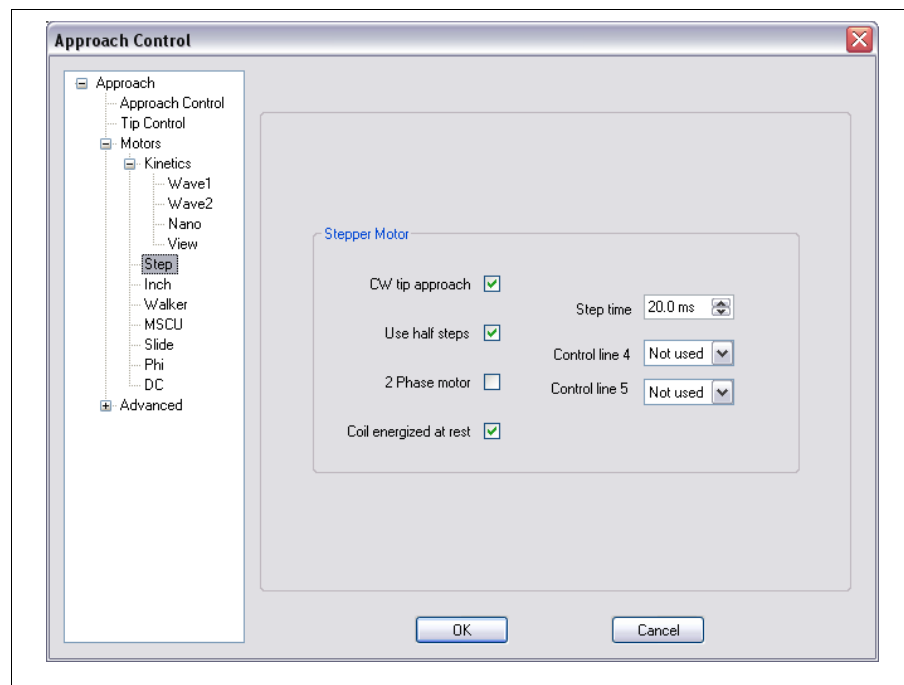 Approach Control
Approach
Approach Control
Tip Control
Motors
Kinetics
Wave1
Wave2
Nano
View
Step
Inch
Walker
MSCU
Slide
Phi
DC
Advanced
Stepper Motor
CW tip approach
Use half steps
2 Phase motor
Coil energized at rest
Step time 20.0 ms
Control line 4 Not used
Control line 5 Not used
OK
Cancel